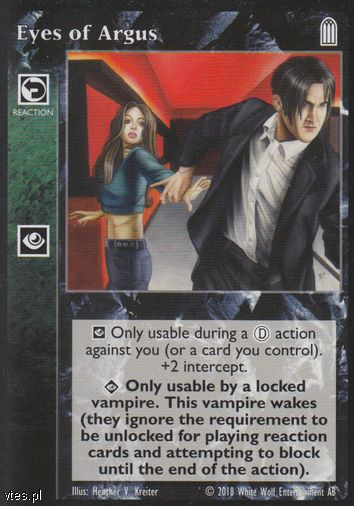 Eyes of Argus
REACTION
Only usable during a D action
against you (or a card you control).
+2 intercept.
Only usable by a locked
vampire. This vampire wakes
(they ignore the requirement to
be unlocked for playing reaction
cards and attempting to block
until the end of the action).
Illus: Heather V. Kreiter © 2018 White Wolf Entertainment AB
vtes.pl